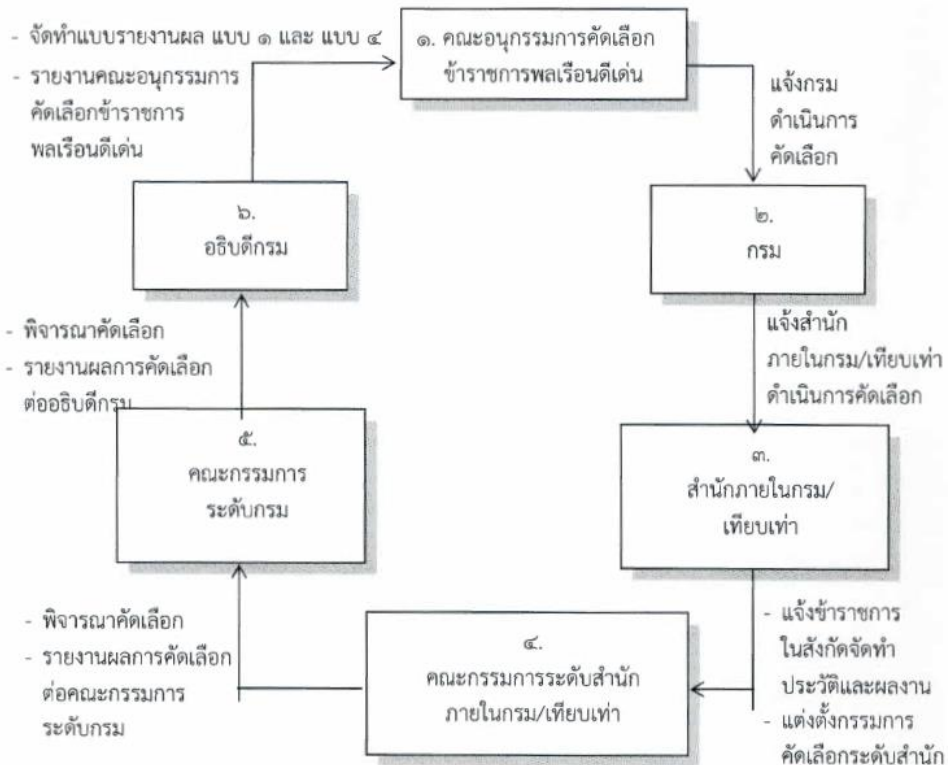 - จัดทำแบบรายงานผล แบบ ๑ และ แบบ ๔
- รายงานคณะอนุกรรมการ
คัดเลือกข้าราชการ
พลเรือนดีเด่น
๑. คณะอนุกรรมการคัดเลือก
ข้าราชการพลเรือนดีเด่น
แจ้งกรม
ดำเนินการ
คัดเลือก
๒.
กรม
แจ้งสำนัก
ภายในกรม/เทียบเท่า
ดำเนินการคัดเลือก
๓.
สำนักภายในกรม/
เทียบเท่า
- แจ้งข้าราชการ
ในสังกัดจัดทำ
ประวัติและผลงาน
- แต่งตั้งกรรมการ
คัดเลือกระดับสำนัก
๔.
คณะกรรมการระดับสำนัก
ภายในกรม/เทียบเท่า
- พิจารณาคัดเลือก
- รายงานผลการคัดเลือก
ต่อคณะกรรมการ
ระดับกรม
๕.
คณะกรรมการ
ระดับกรม
- พิจารณาคัดเลือก
- รายงานผลการคัดเลือก
ต่ออธิบดีกรม
๖.
อธิบดีกรม